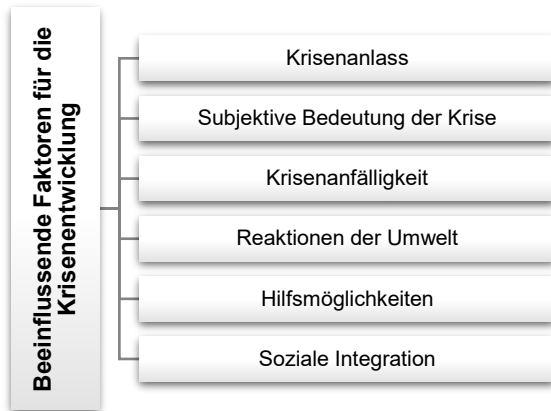 Beeinflussende Faktoren für die
Krisenentwicklung
Krisenanlass
Subjektive Bedeutung der Krise
Krisenanfälligkeit
Reaktionen der Umwelt
Hilfsmöglichkeiten
Soziale Integration